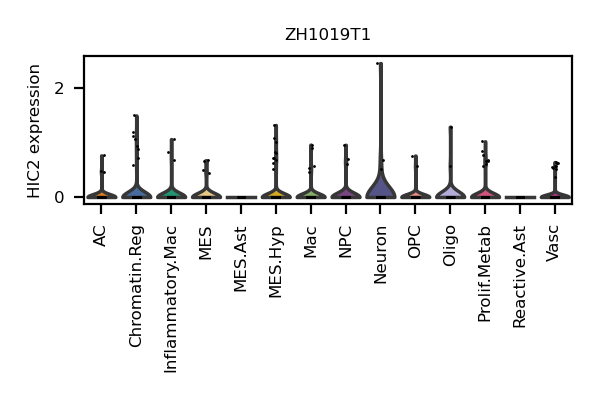 ZH1019T1
HIC2 expression
2
0
AC
Chromatin.Reg
Inflammatory.Mac
MES
MES.Ast
MES.Hyp
Mac
NPC
Neuron
OPC
Oligo
Prolif.Metab
Reactive.Ast
Vasc